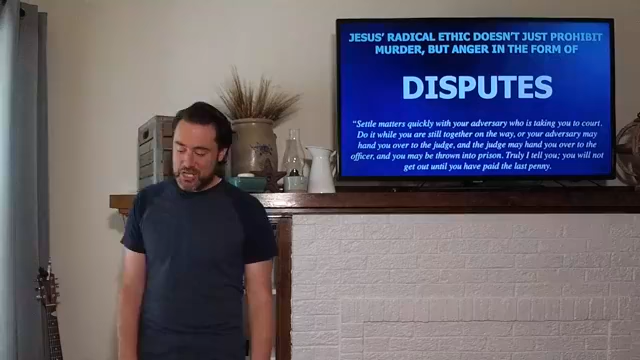 JESUS' RADICAL ETHIC DOESN'T JUST PROHIBIT
MURDER, BUT ANGER IN THE FORM OF
DISPUTES
"Settle matters quickly with your adversary who is taking you to court.
Do it while you are still together on the way, or your adversary may
hand you over to the judge, and the judge may hand you over to the
officer, and you may be thrown into prison. Truly I tell you; you will not
get out until you have paid the last penny.